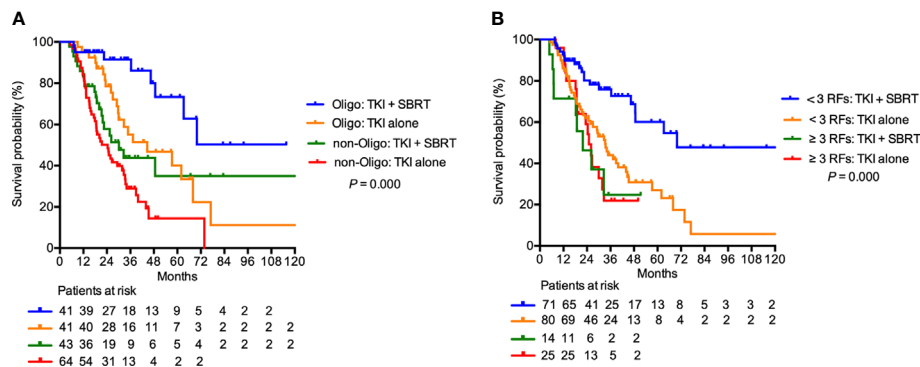 A
Survival probability (%)
100
80
60
40
20
0
0 12 24 36 48 60 72 84 96 108 120
Months
Oligo: TKI + SBRT
Oligo: TKI alone
non-Oligo: TKI + SBRT
non-Oligo: TKI alone
P = 0.000
Patients at risk
41 39 27 18 13 9 5 4 2 2
41 40 28 16 11 7 3 2 2 2 2
43 36 19 9 6 5 4 2 2 2 2
64 54 31 13 4 2 2
B
Survival probability (%)
100
80
60
40
20
0
0 12 24 36 48 60 72 84 96 108 120
Months
< 3 RFs: TKI + SBRT
< 3 RFs: TKI alone
≥ 3 RFs: TKI + SBRT
≥ 3 RFs: TKI alone
P = 0.000
Patients at risk
71 65 41 25 17 13 8 5 3 3 2
80 69 46 24 13 8 4 2 2 2 2
14 11 6 2 2
25 25 13 5 2